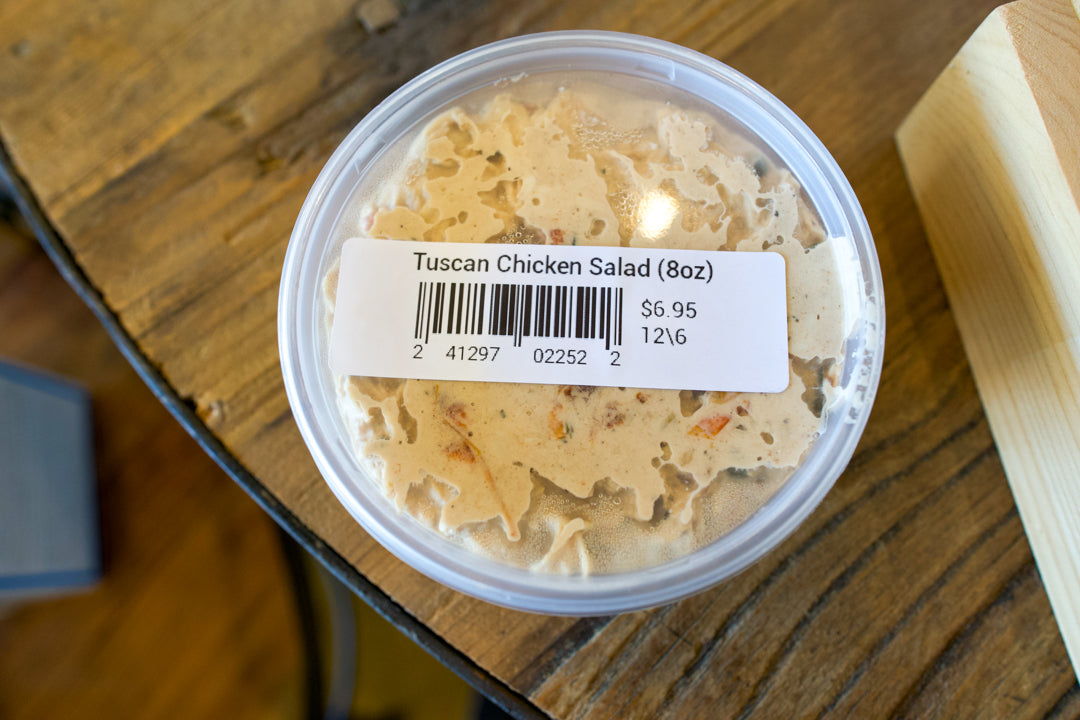 Tuscan Chicken Salad (8oz)
$6.95
12\6
2 41297 02252 2